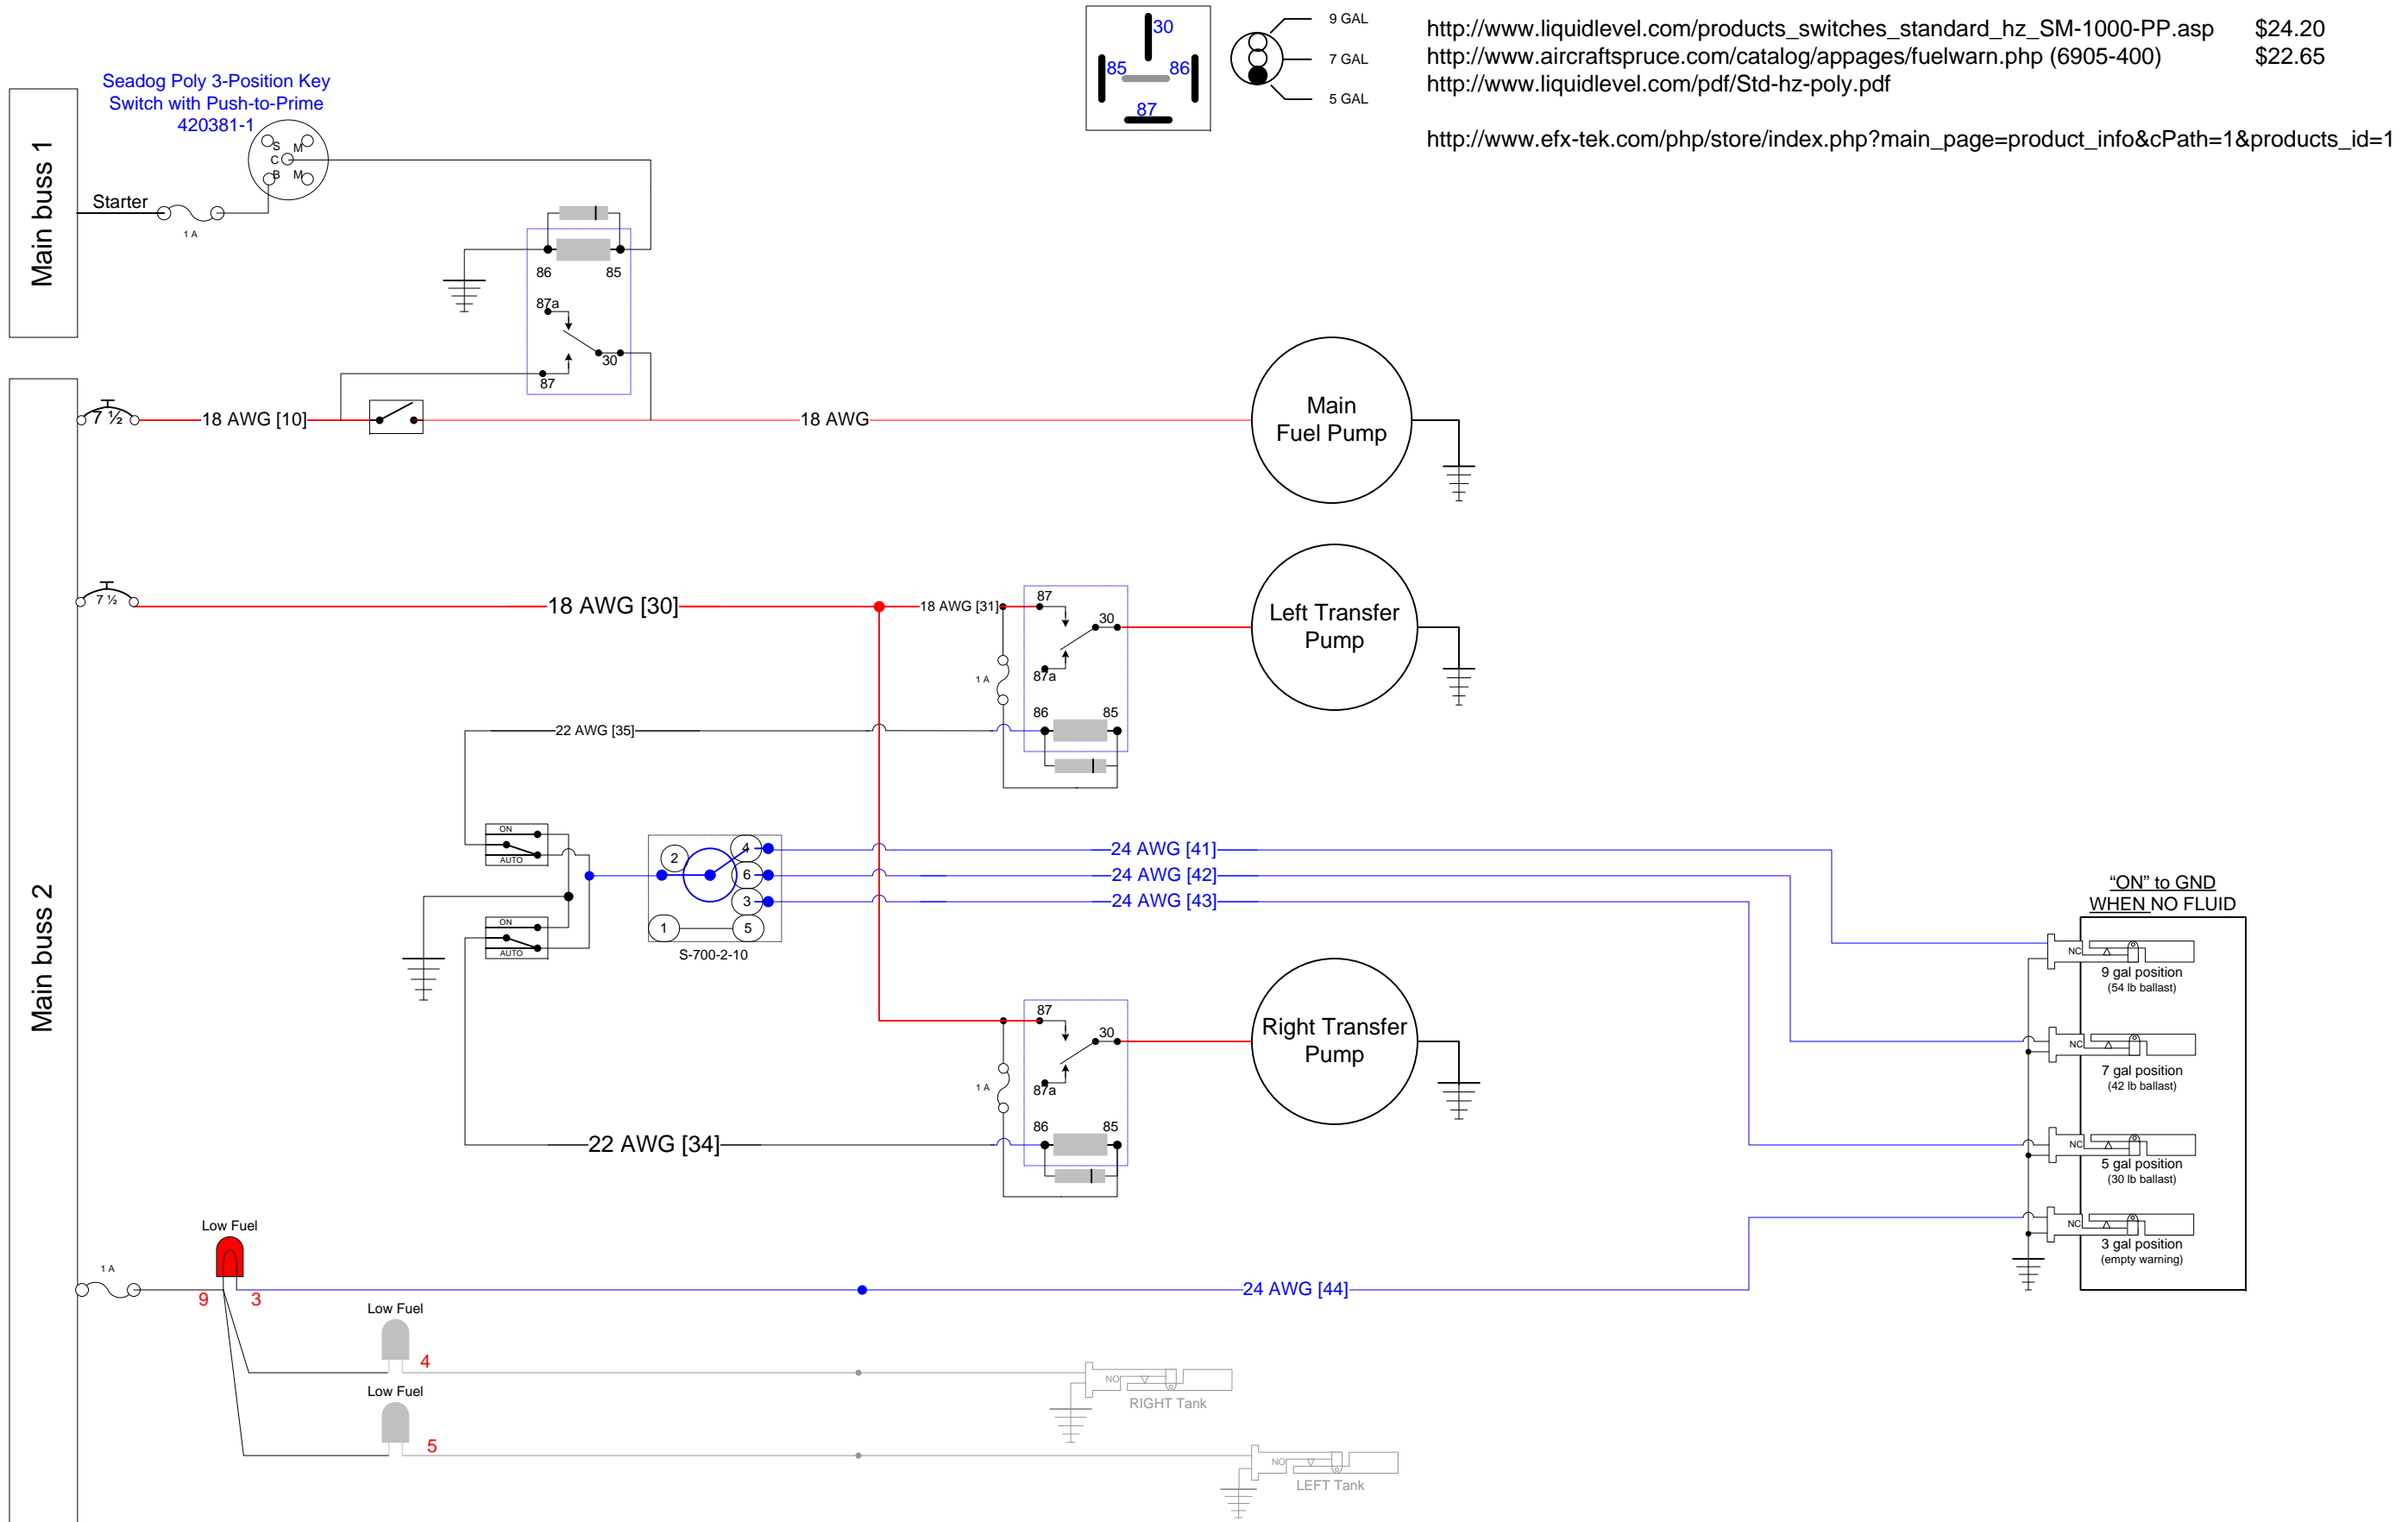 30
85
86
87
9 GAL
7 GAL
5 GAL
http://www.liquidlevel.com/products_switches_standard_hz_SM-1000-PP.asp $24.20
http://www.aircraftspruce.com/catalog/appages/fuelwarn.php (6905-400) $22.65
http://www.liquidlevel.com/pdf/Std-hz-poly.pdf
http://www.efx-tek.com/php/store/index.php?main_page=product_info&cPath=1&products_id=1
Seadog Poly 3-Position Key
Switch with Push-to-Prime
420381-1
S
M
C
B
M
Main buss 1
Starter
1 A
86
85
87a
30
87
7 ½
18 AWG [10]
18 AWG
Main
Fuel Pump
Main buss 2
7 ½
18 AWG [30]
18 AWG [31]
87
30
87a
1 A
86
85
Left Transfer
Pump
22 AWG [35]
ON
AUTO
ON
AUTO
2
4
6
3
1
5
S-700-2-10
24 AWG [41]
24 AWG [42]
24 AWG [43]
"ON" to GND
WHEN NO FLUID
NC
9 gal position
(54 lb ballast)
NC
7 gal position
(42 lb ballast)
NC
5 gal position
(30 lb ballast)
NC
3 gal position
(empty warning)
87
30
87a
1 A
86
85
Right Transfer
Pump
22 AWG [34]
Low Fuel
1 A
9
3
24 AWG [44]
Low Fuel
4
NO
RIGHT Tank
Low Fuel
5
NO
LEFT Tank